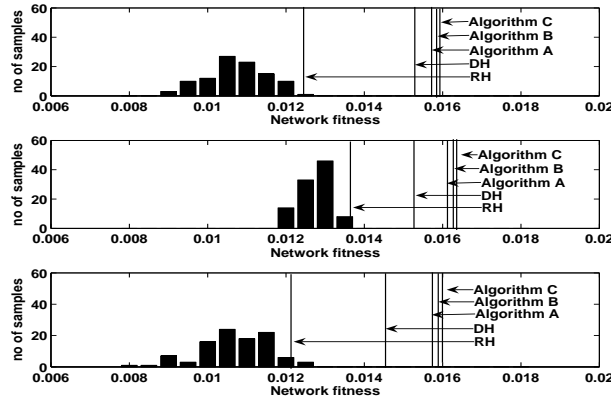 60
Algorithm C
Algorithm B
40
Algorithm A
20
DH
RH
0
0.006 0.008 0.01 0.012 0.014 0.016 0.018 0.02
Network fitness
no of samples
60
Algorithm C
Algorithm B
40
Algorithm A
DH
20
RH
0
0.006 0.008 0.01 0.012 0.014 0.016 0.018 0.02
Network fitness
no of samples
60
Algorithm C
Algorithm B
40
Algorithm A
DH
20
RH
0
0.006 0.008 0.01 0.012 0.014 0.016 0.018 0.02
Network fitness
no of samples